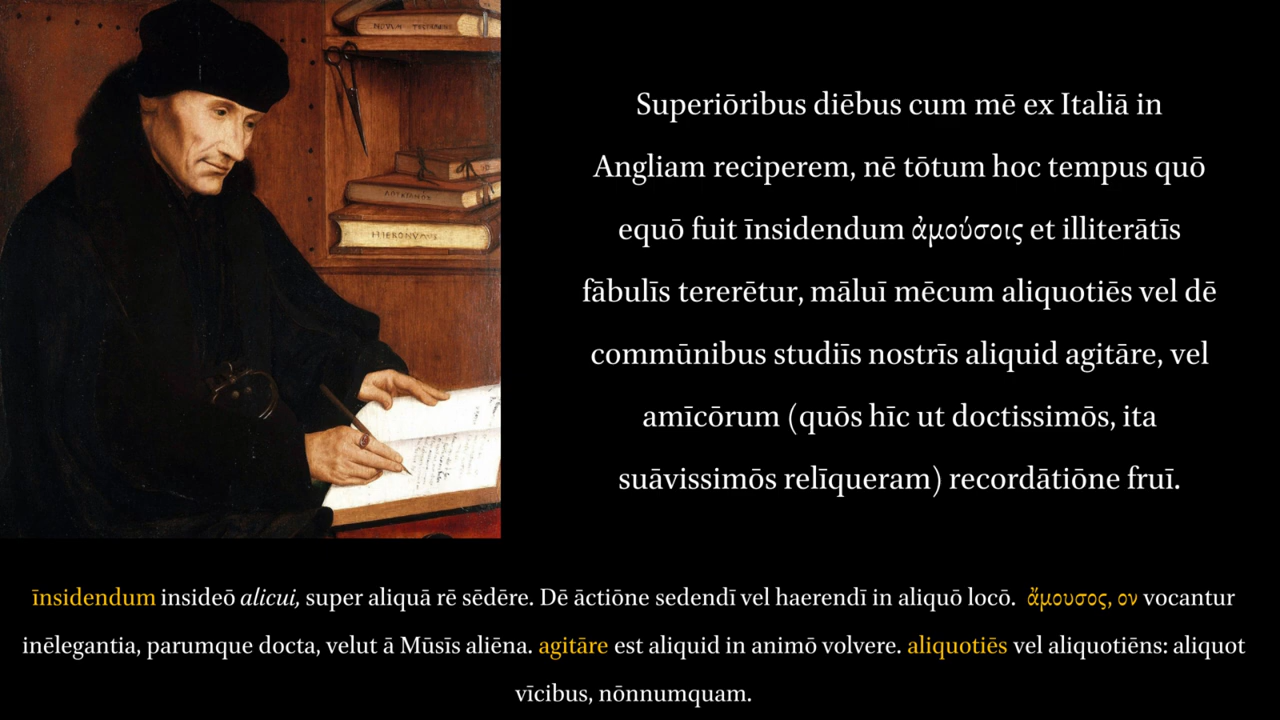 NOVVM TESTAMENT
HIERONYMVS
Superiōribus diēbus cum mē ex Italiā in
Angliam reciperem, nē tōtum hoc tempus quō
equō fuit īnsidendum ἀμούσοις et illiterātīs
fābulīs tererētur, māluī mēcum aliquotiēs vel dē
commūnibus studiīs nostrīs aliquid agitāre, vel
amīcōrum (quōs hīc ut doctissimōs, ita
suāvissimōs relīqueram) recordātiōne fruī.
īnsidendum insideō alicui, super aliquā rē sēdēre. Dē āctiōne sedendī vel haerendī in aliquō locō. ἄμουσος, ον vocantur
inēlegantia, parumque docta, velut ā Mūsīs aliēna. agitāre est aliquid in animō volvere. aliquotiēs vel aliquotiēns: aliquot
vīcibus, nōnnumquam.